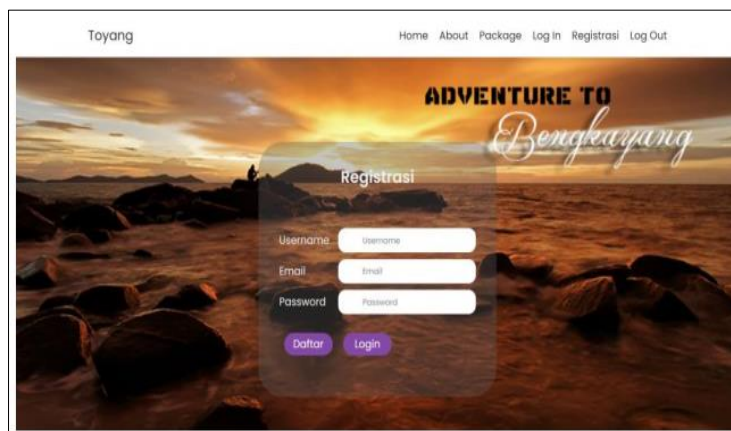 Toyang
Home About Package Log In Registrasi Log Out
ADVENTURE TO
Bengkayang
Registrasi
Username Username
Email Email
Password Password
Daftar Login